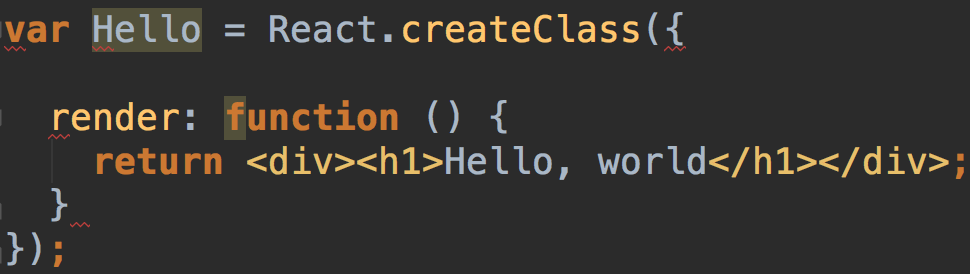 var Hello = React.createClass({
render: function () {
return <div><h1>Hello, world</h1></div>;
}
});